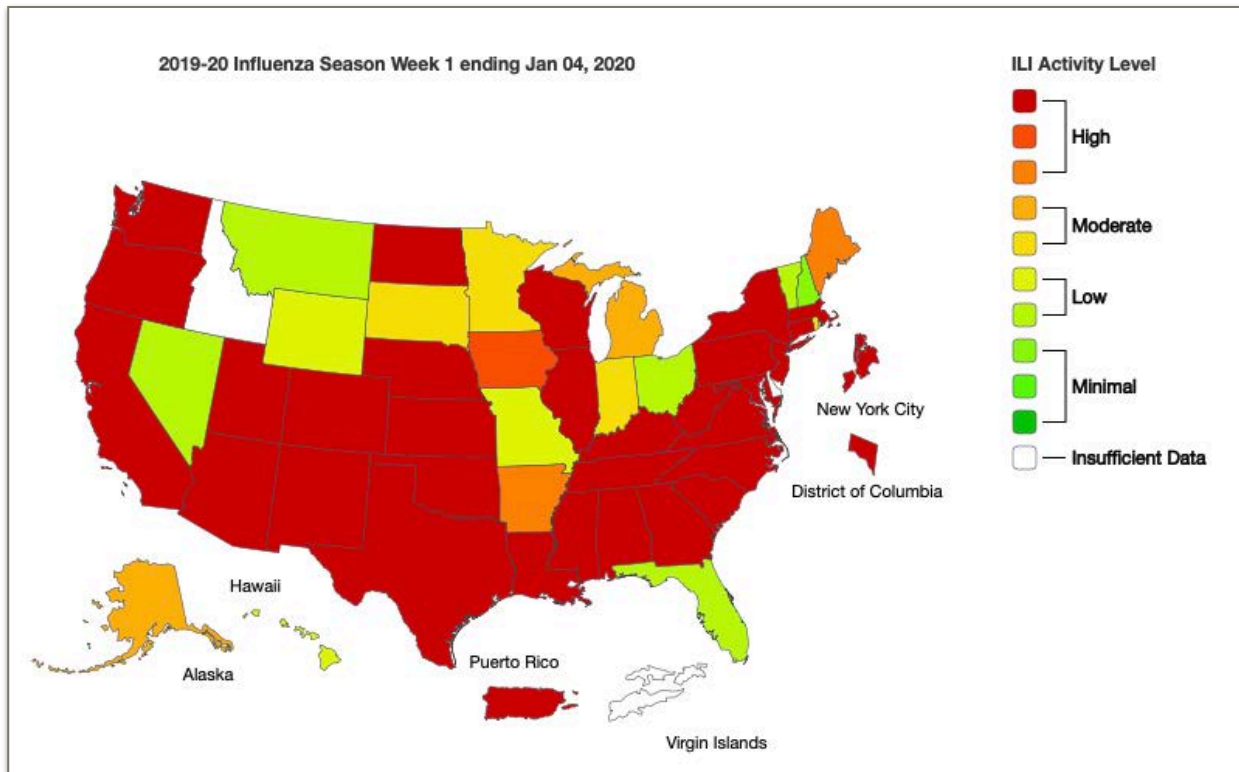 2019-20 Influenza Season Week 1 ending Jan 04, 2020
ILI Activity Level
High
Moderate
Low
Minimal
Insufficient Data
New York City
District of Columbia
Hawaii
Alaska
Puerto Rico
Virgin Islands